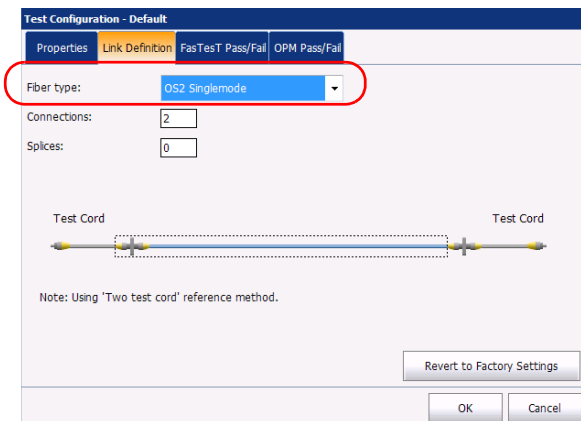 Test Configuration - Default
Properties Link Definition FasTesT Pass/Fail OPM Pass/Fail
Fiber type: OS2 Singlemode
Connections: 2
Splices: 0
Test Cord Test Cord
Note: Using 'Two test cord' reference method.
Revert to Factory Settings
OK Cancel